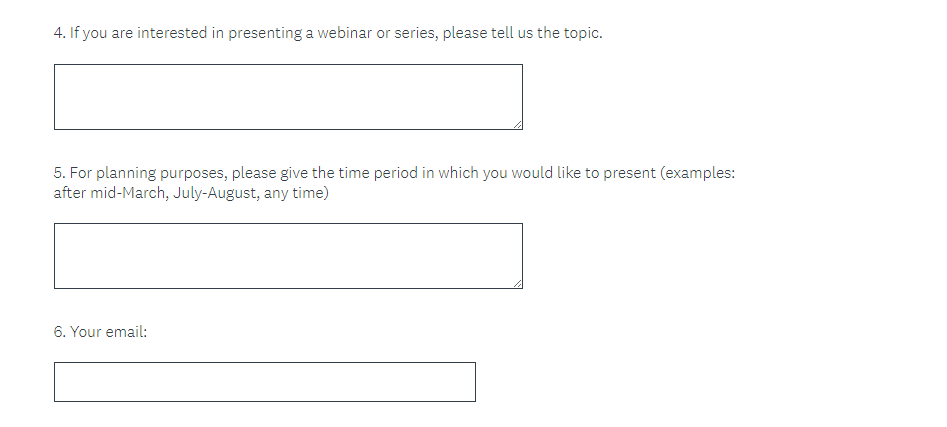 4. If you are interested in presenting a webinar or series, please tell us the topic.
5. For planning purposes, please give the time period in which you would like to present (examples:
after mid-March, July-August, any time)
6. Your email: